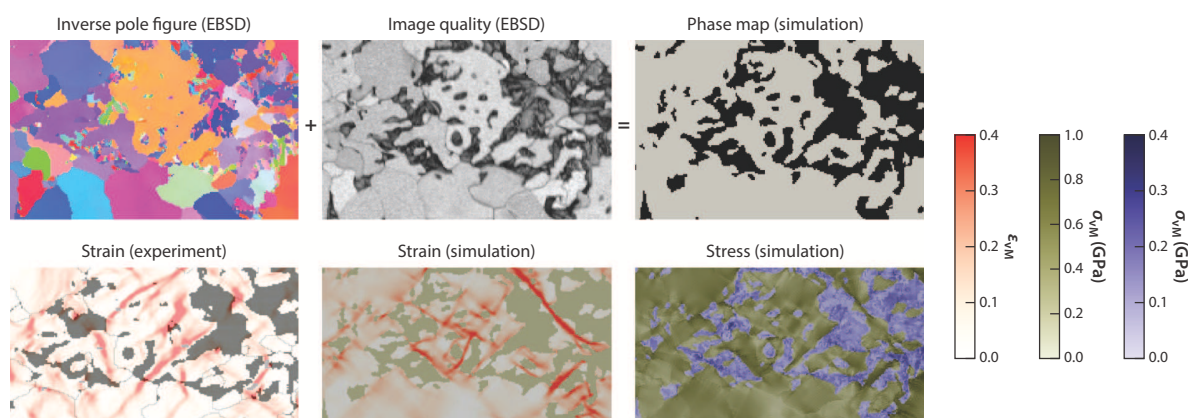 Inverse pole figure (EBSD)
Image quality (EBSD)
Phase map (simulation)
+
=
Strain (experiment)
Strain (simulation)
Stress (simulation)
0.4
0.3
0.2
0.1
0.0
εvM
1.0
0.8
0.6
0.4
0.2
0.0
σvM (GPa)
0.4
0.3
0.2
0.1
0.0
σvM (GPa)